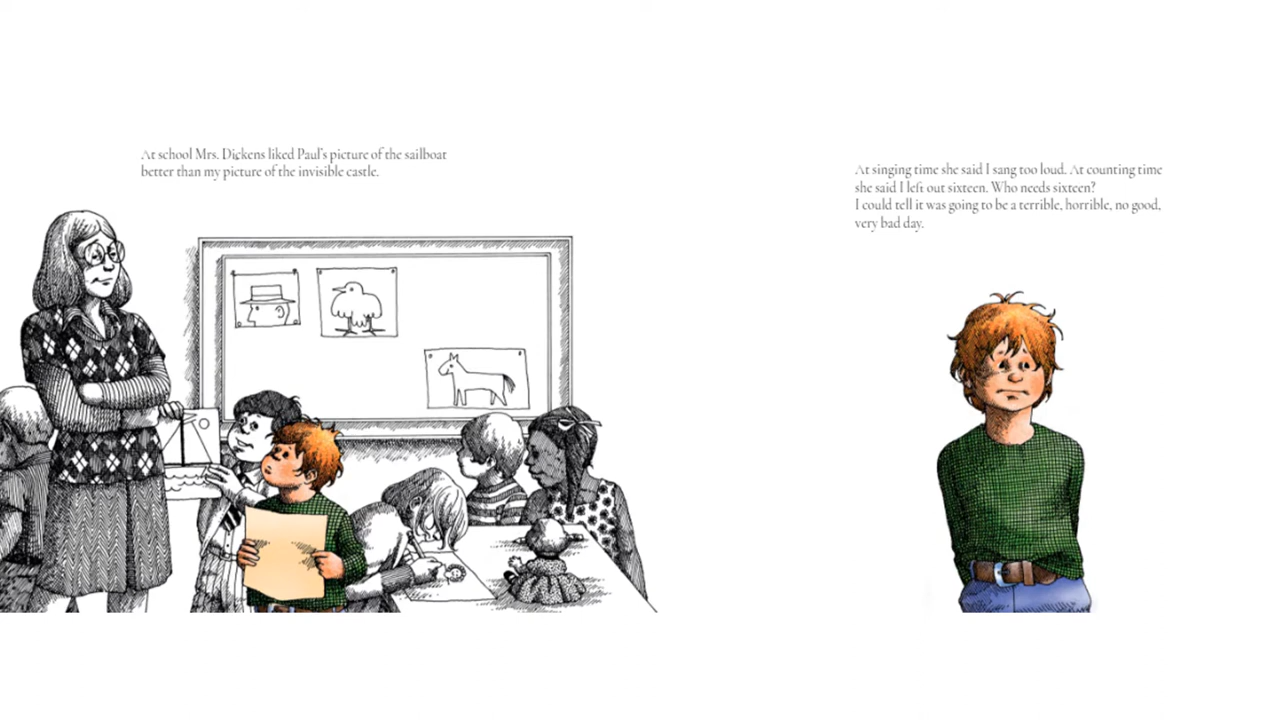 At school Mrs. Dickens liked Paul's picture of the sailboat
better than my picture of the invisible castle.
At singing time she said I sang too loud. At counting time
she said I left out sixteen. Who needs sixteen?
I could tell it was going to be a terrible, horrible, no good,
very bad day.